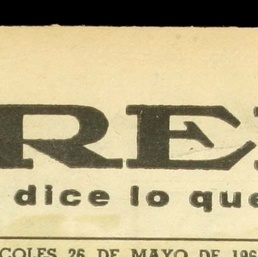 RE
dice lo que
COLES 26 DE MAYO DE 196